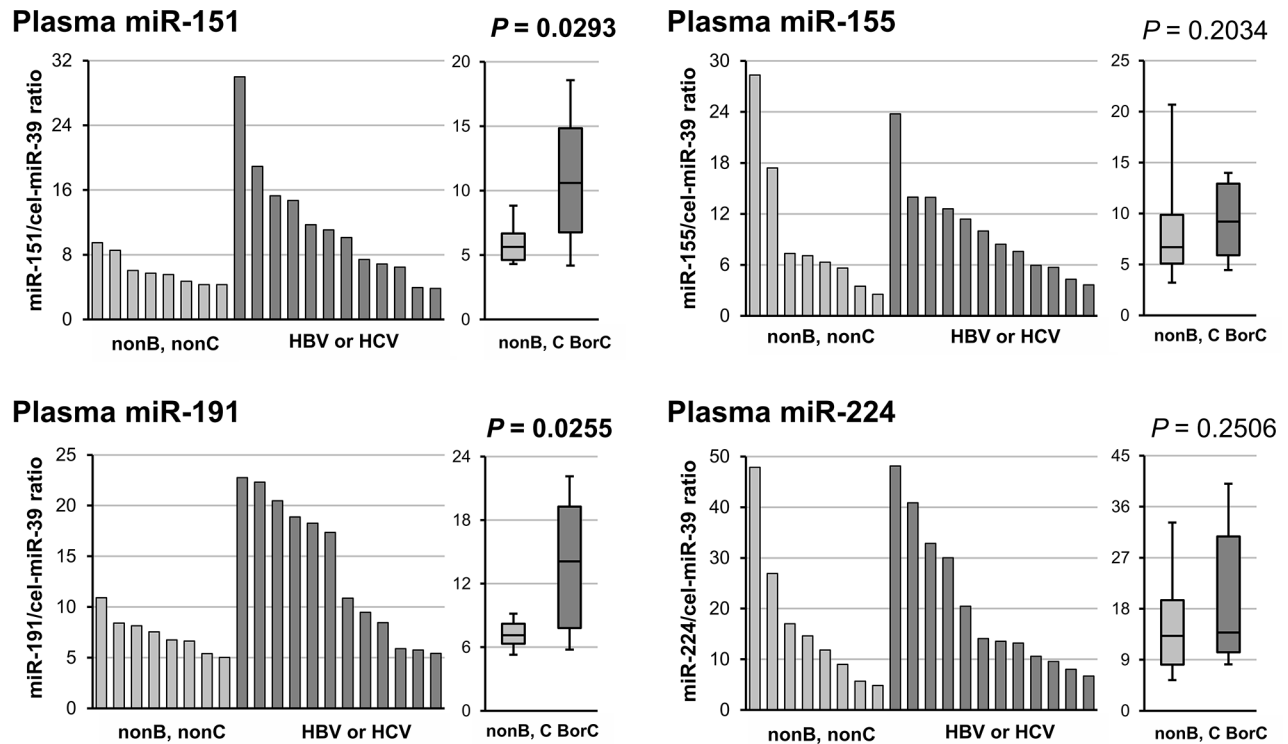 Plasma miR-151
P = 0.0293
miR-151/cel-miR-39 ratio
32
24
16
8
0
nonB, nonC
HBV or HCV
20
15
10
5
0
nonB, C BorC
Plasma miR-155
P = 0.2034
miR-155/cel-miR-39 ratio
30
24
18
12
6
0
nonB, nonC
HBV or HCV
25
20
15
10
5
0
nonB, C BorC
Plasma miR-191
P = 0.0255
miR-191/cel-miR-39 ratio
25
20
15
10
5
0
nonB, nonC
HBV or HCV
24
18
12
6
0
nonB, C BorC
Plasma miR-224
P = 0.2506
miR-224/cel-miR-39 ratio
50
40
30
20
10
0
nonB, nonC
HBV or HCV
45
36
27
18
9
0
nonB, C BorC